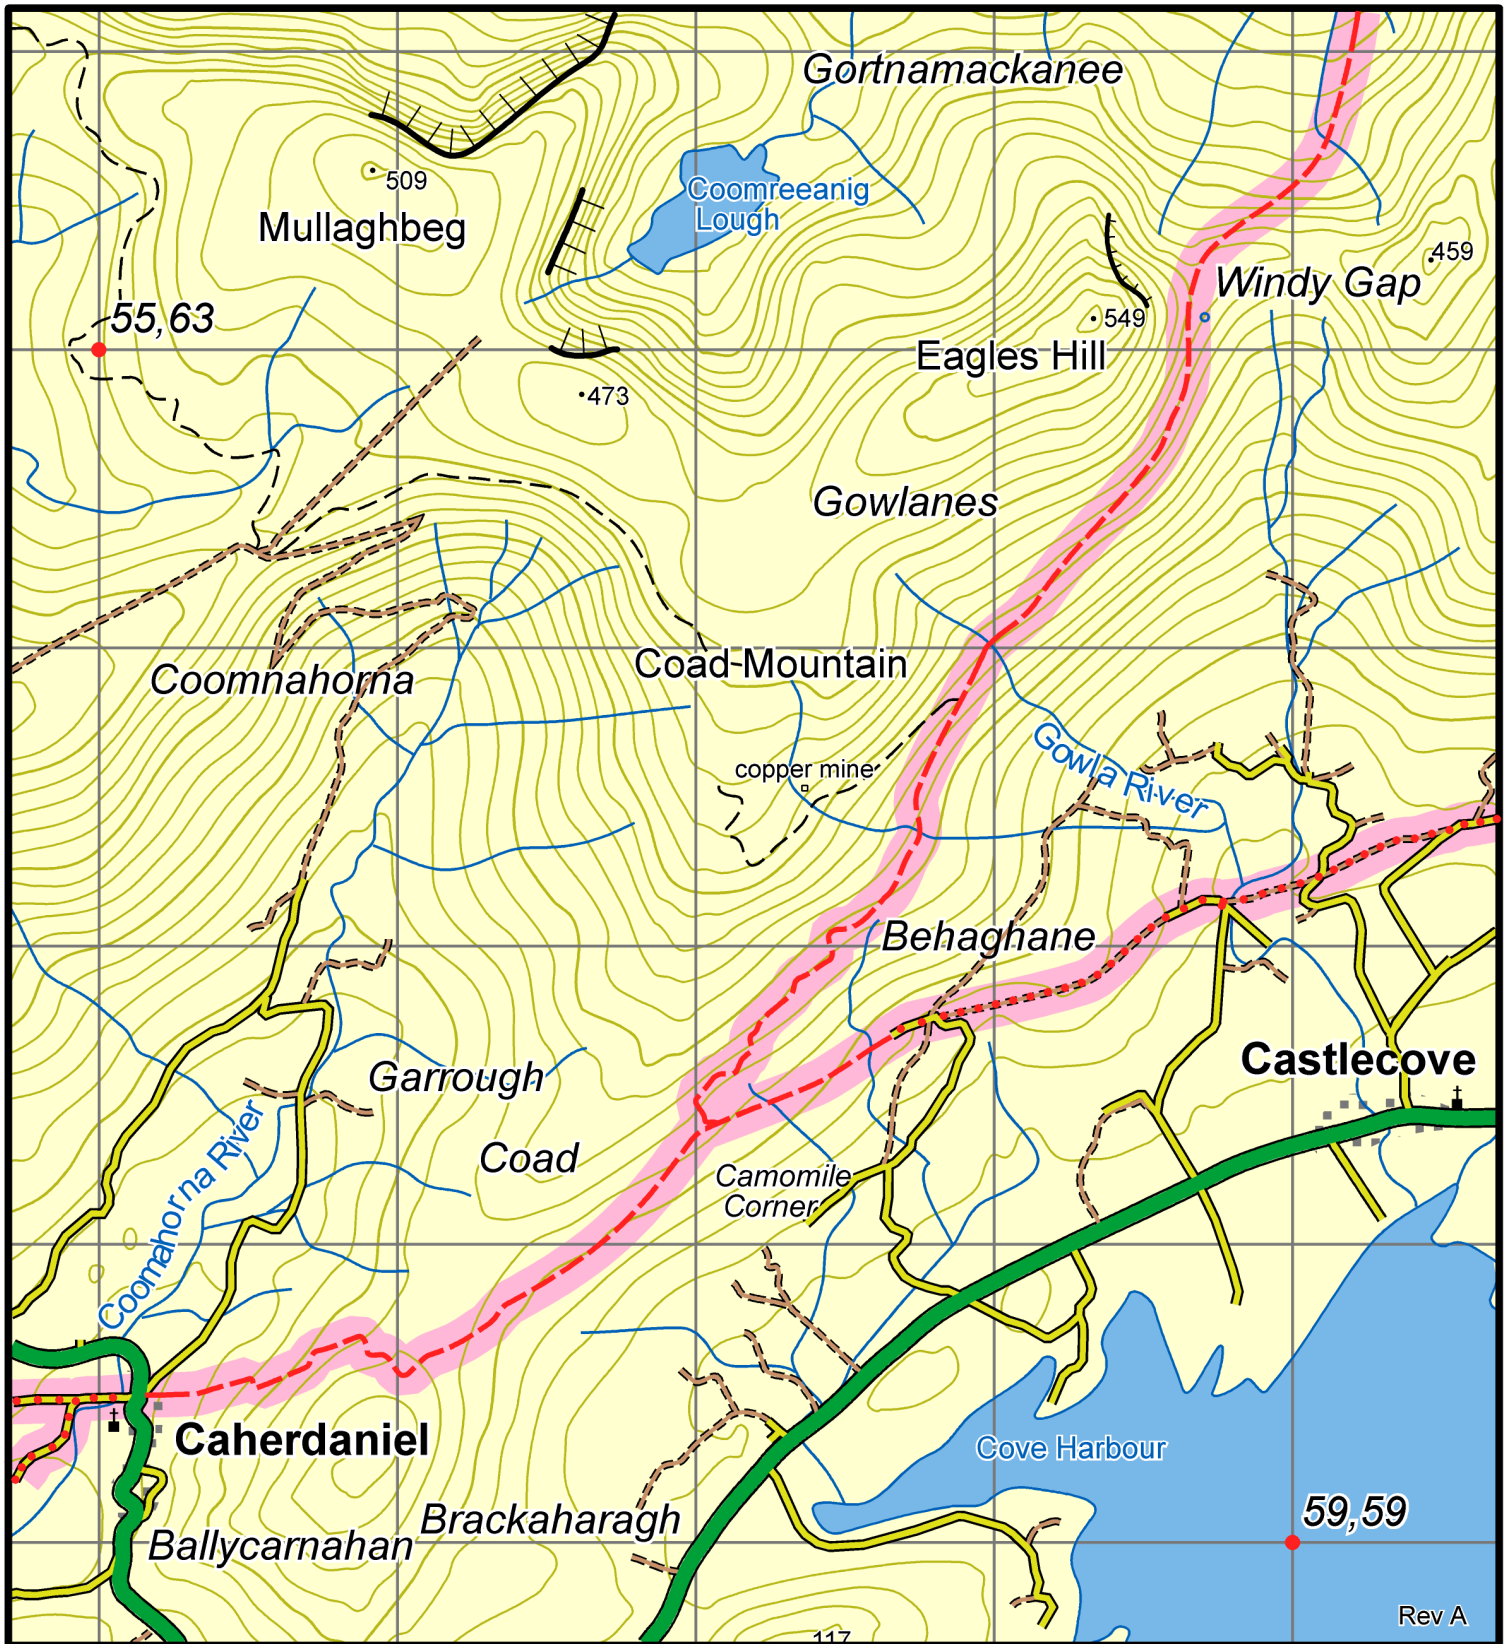 Gortnamackanee
509
Coomreeanig
Lough
Mullaghbeg
459
Windy Gap
55,63
549
Eagles Hill
473
Gowlanes
Coad Mountain
Coomnahorna
Gowla River
copper mine
Behaghane
Castlecove
Garrough
Coad
Camomile
Corner
Coomahorna River
Caherdaniel
Cove Harbour
59,59
Brackaharagh
Ballycarnahan
Rev A
117